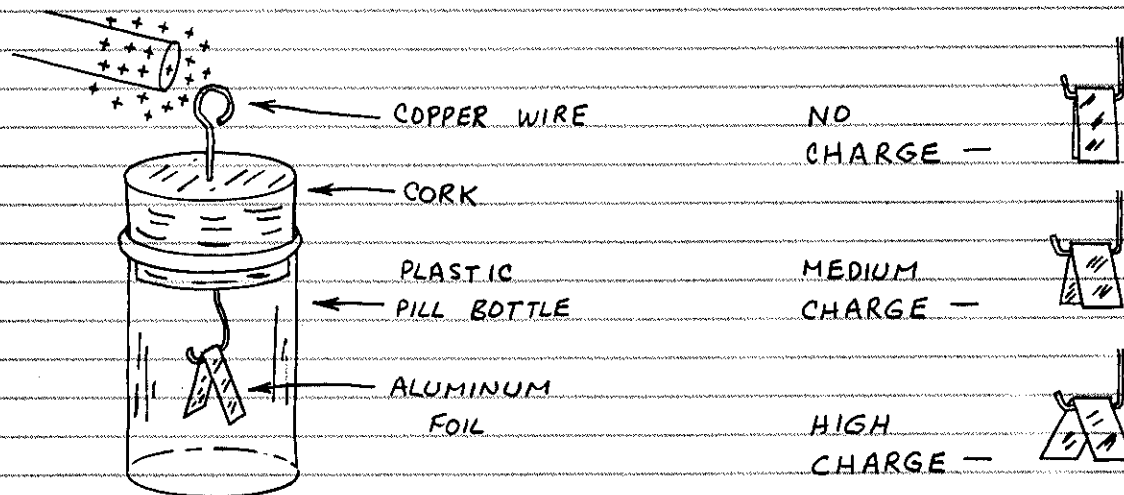 COPPER WIRE
CORK
PLASTIC
PILL BOTTLE
ALUMINUM
FOIL
NO
CHARGE —
MEDIUM
CHARGE —
HIGH
CHARGE —